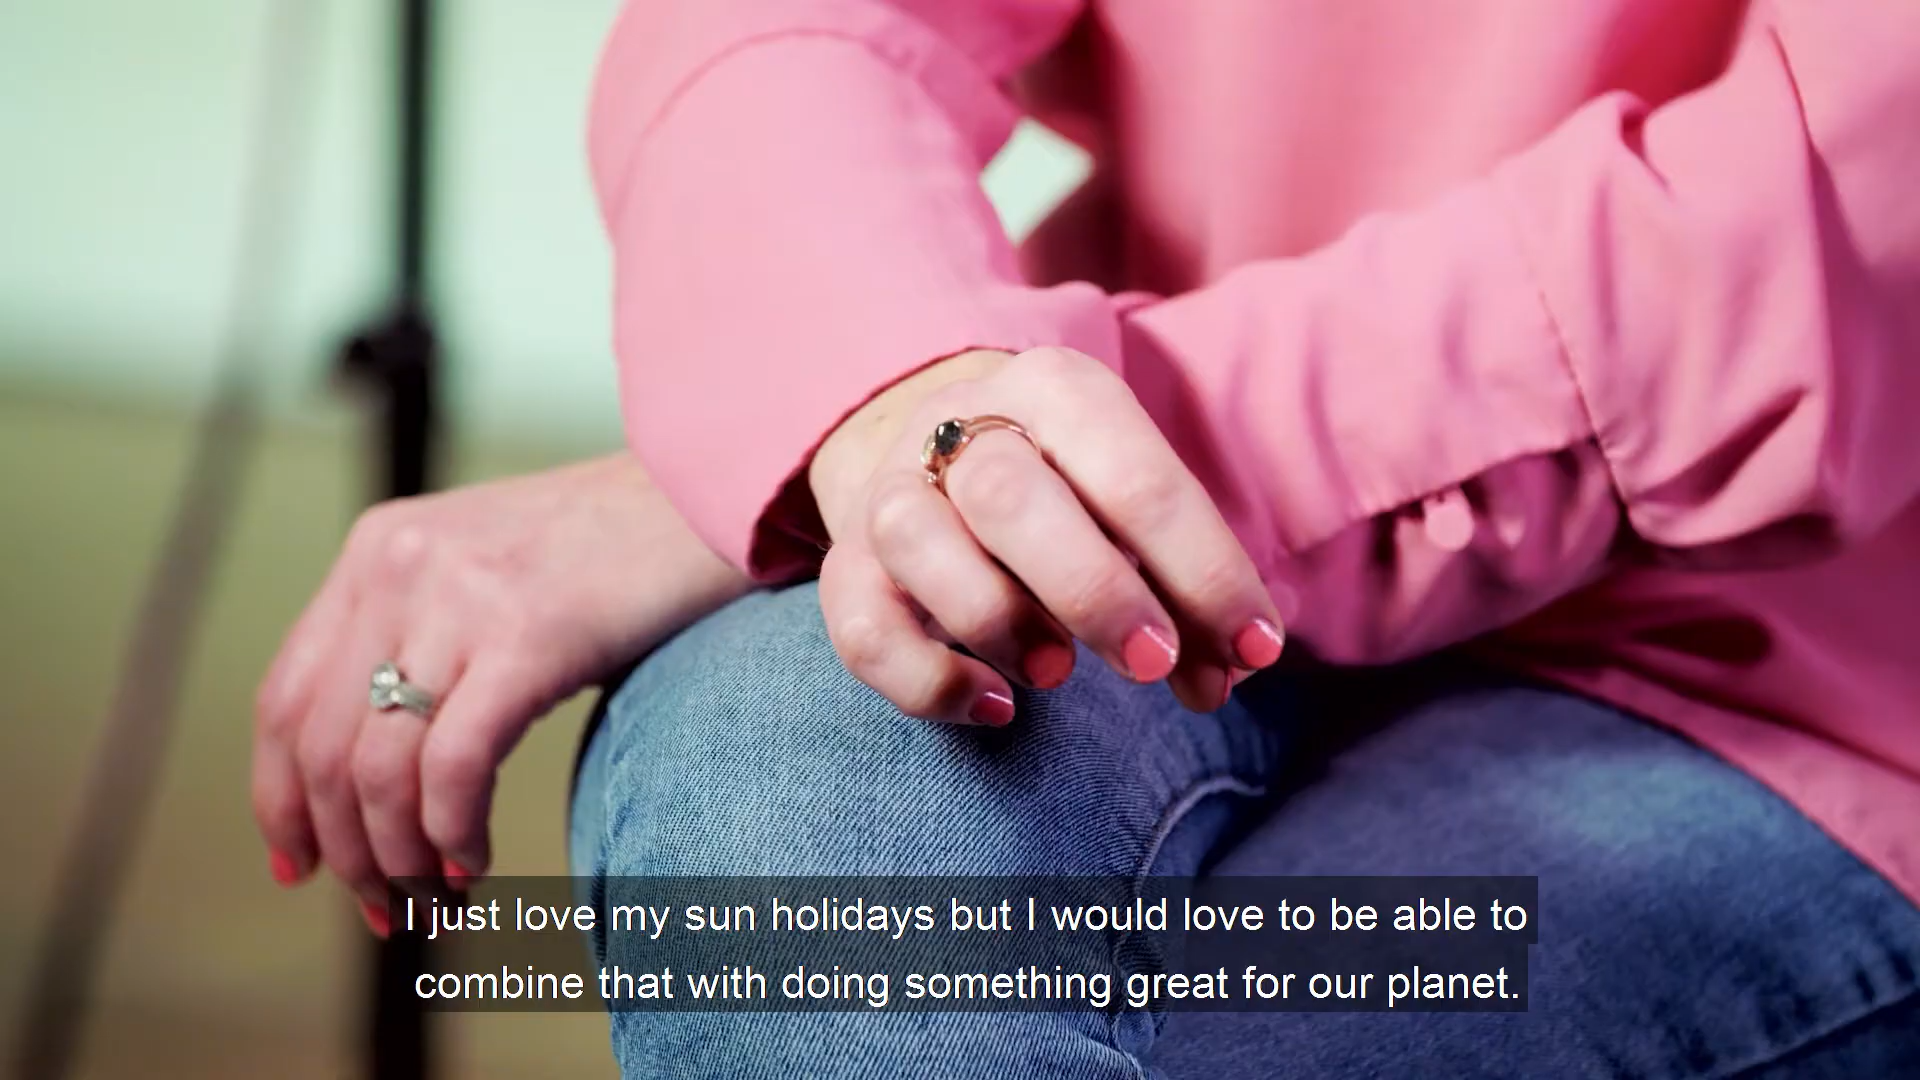 I just love my sun holidays but I would love to be able to
combine that with doing something great for our planet.